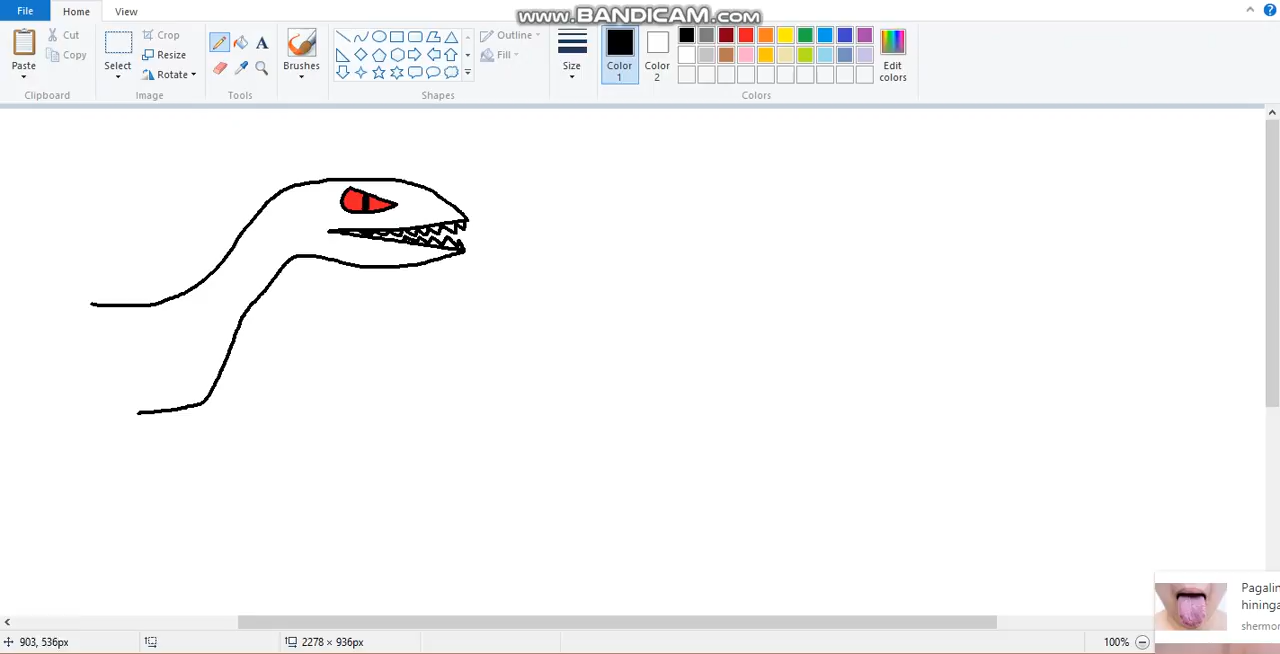 www.BANDICAM.com
File Home View
Paste
Cut
Copy
Clipboard
Select
Crop
Resize
Rotate
Image
A
Tools
Brushes
Outline
Fill
Shapes
Size
Color 1
Color 2
Edit colors
Colors
Pagalin
hininga
shermor
903, 536px
2278 × 936px
100%